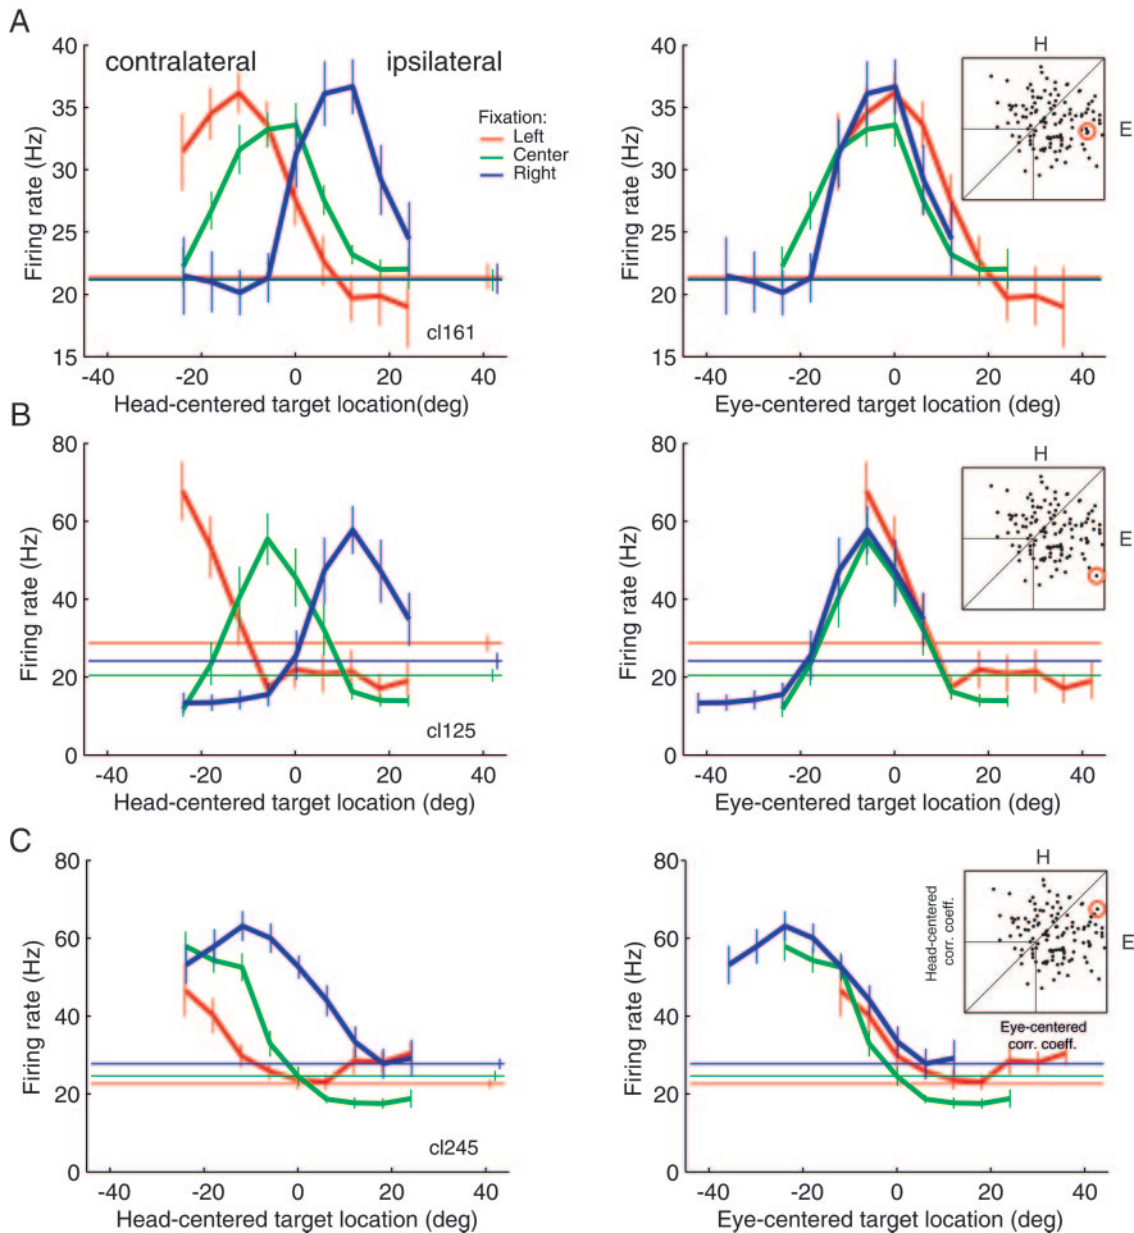 A
contralateral
ipsilateral
Fixation:
Left
Center
Right
Firing rate (Hz)
40
35
30
25
20
15
-40
-20
0
20
40
cl161
Head-centered target location(deg)
Firing rate (Hz)
40
35
30
25
20
15
-40
-20
0
20
40
Eye-centered target location (deg)
H
E
B
Firing rate (Hz)
80
60
40
20
0
-40
-20
0
20
40
cl125
Head-centered target location (deg)
Firing rate (Hz)
80
60
40
20
0
-40
-20
0
20
40
Eye-centered target location (deg)
H
E
C
Firing rate (Hz)
80
60
40
20
0
-40
-20
0
20
40
cl245
Head-centered target location (deg)
Firing rate (Hz)
80
60
40
20
0
-40
-20
0
20
40
Eye-centered target location (deg)
H
E
Head-centered
corr. coeff.
Eye-centered
corr. coeff.